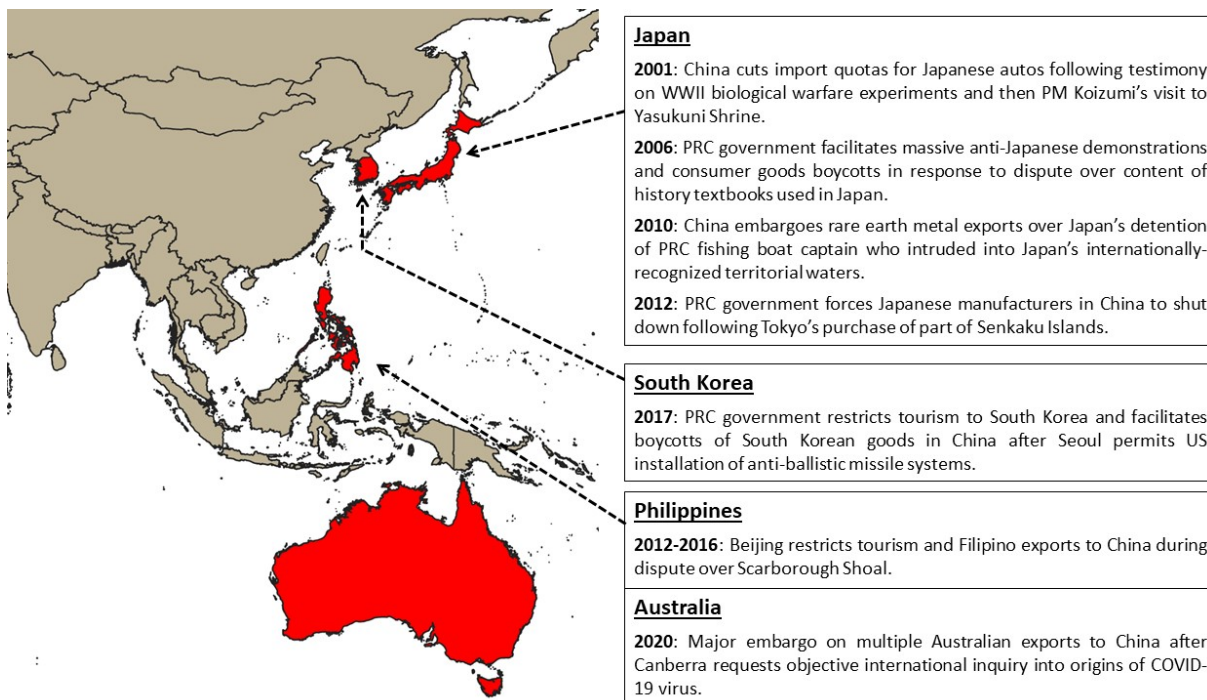 Japan
2001: China cuts import quotas for Japanese autos following testimony
on WWII biological warfare experiments and then PM Koizumi's visit to
Yasukuni Shrine.
2006: PRC government facilitates massive anti-Japanese demonstrations
and consumer goods boycotts in response to dispute over content of
history textbooks used in Japan.
2010: China embargoes rare earth metal exports over Japan's detention
of PRC fishing boat captain who intruded into Japan's internationally-
recognized territorial waters.
2012: PRC government forces Japanese manufacturers in China to shut
down following Tokyo's purchase of part of Senkaku Islands.
South Korea
2017: PRC government restricts tourism to South Korea and facilitates
boycotts of South Korean goods in China after Seoul permits US
installation of anti-ballistic missile systems.
Philippines
2012-2016: Beijing restricts tourism and Filipino exports to China during
dispute over Scarborough Shoal.
Australia
2020: Major embargo on multiple Australian exports to China after
Canberra requests objective international inquiry into origins of COVID-
19 virus.